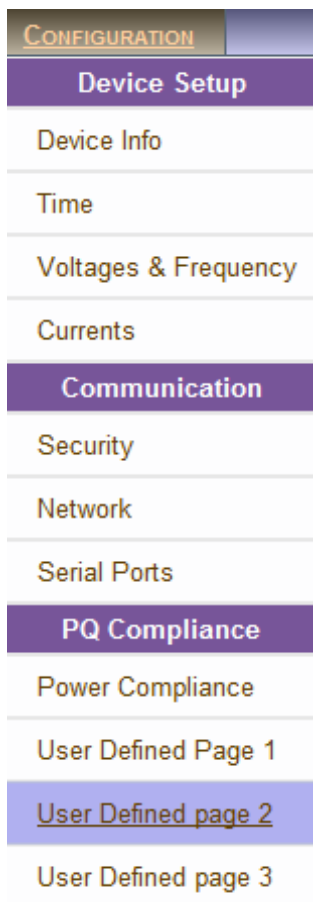 CONFIGURATION
Device Setup
Device Info
Time
Voltages & Frequency
Currents
Communication
Security
Network
Serial Ports
PQ Compliance
Power Compliance
User Defined Page 1
User Defined page 2
User Defined page 3